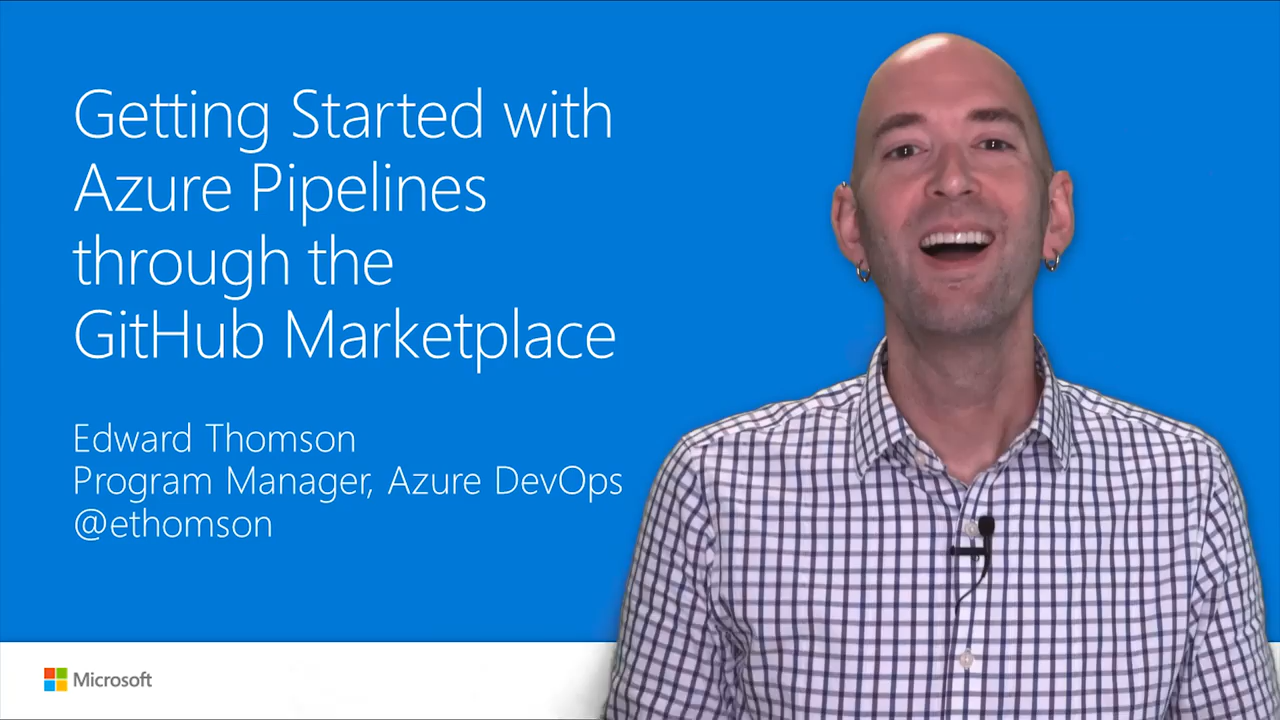 Getting Started with
Azure Pipelines
through the
GitHub Marketplace
Edward Thomson
Program Manager, Azure DevOps
@ethomson
Microsoft